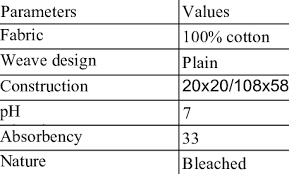 Parameters Values
Fabric 100% cotton
Weave design Plain
Construction 20x20/108x58
pH 7
Absorbency 33
Nature Bleached